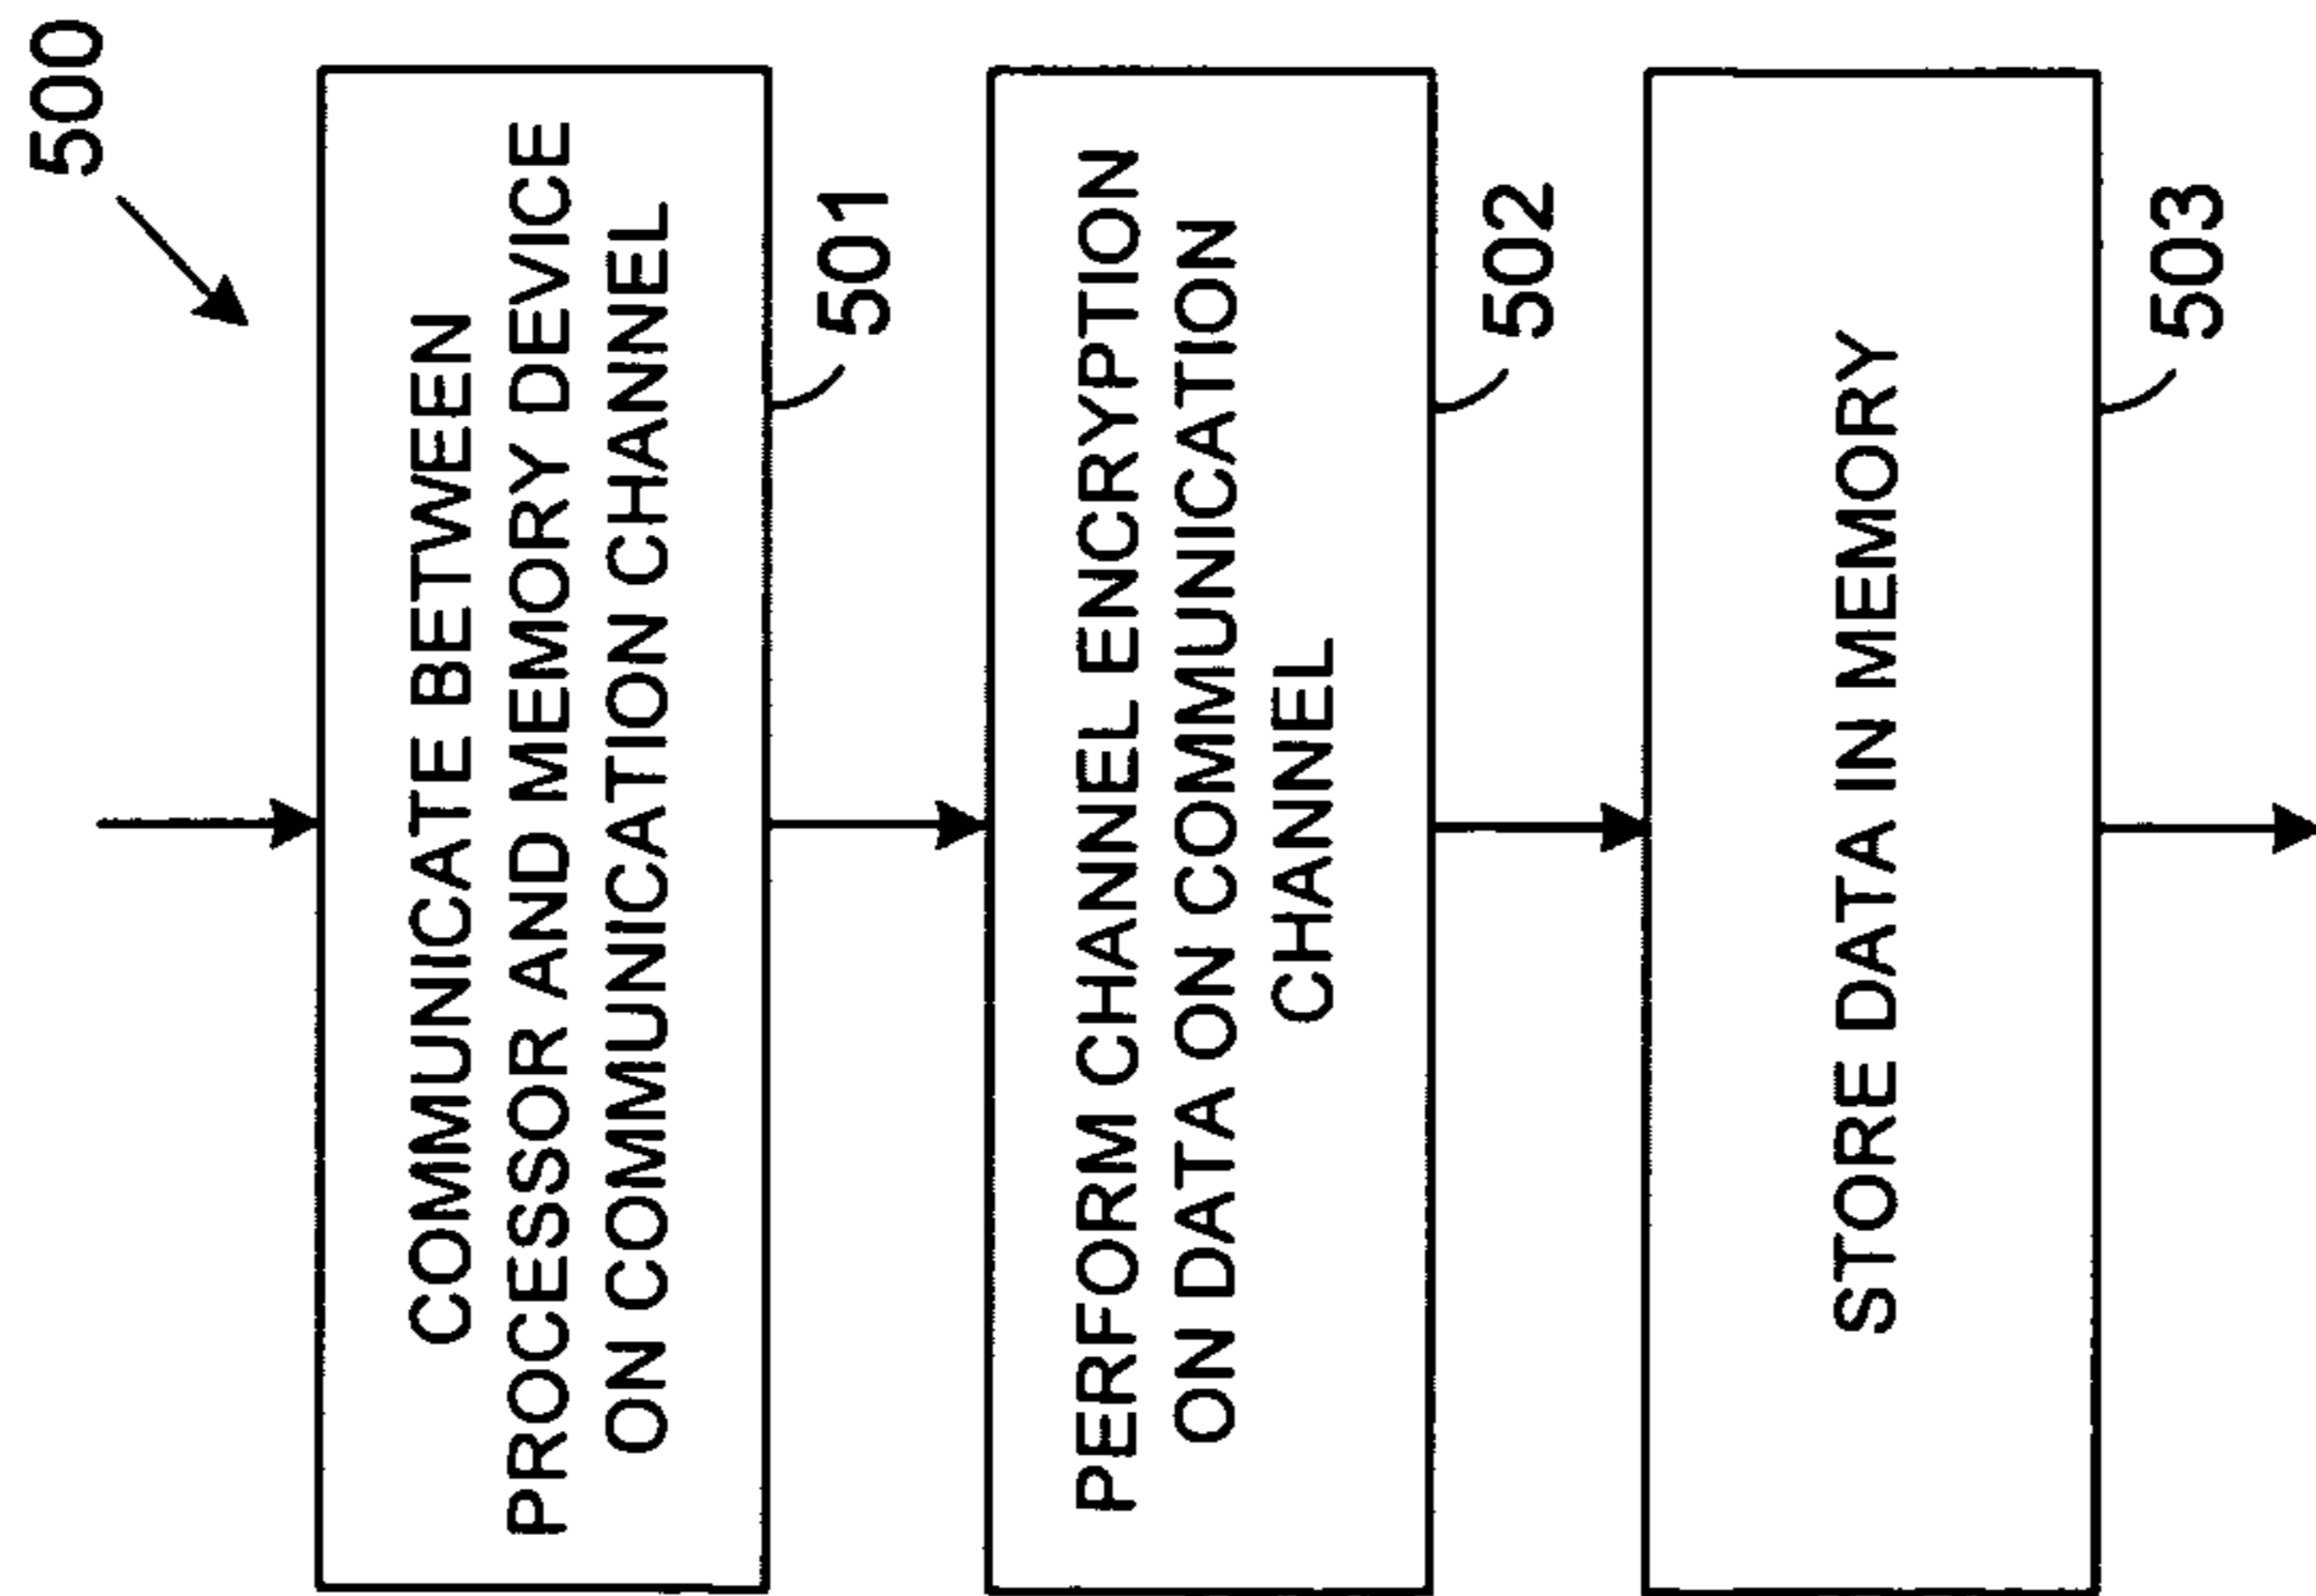 500
COMMUNICATE BETWEEN
PROCESSOR AND MEMORY DEVICE
ON COMMUNICATION CHANNEL
501
PERFORM CHANNEL ENCRYPTION
ON DATA ON COMMUNICATION
CHANNEL
502
STORE DATA IN MEMORY
503